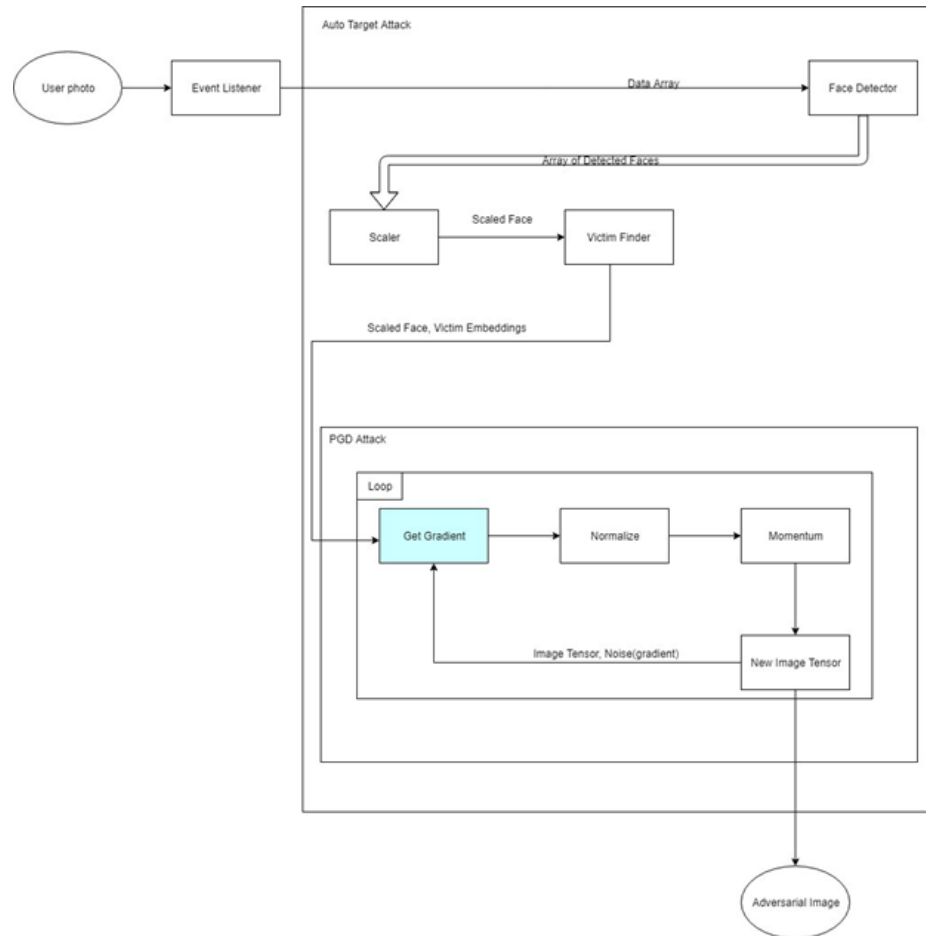 Auto Target Attack
User photo
Event Listener
Data Array
Face Detector
Array of Detected Faces
Scaler
Scaled Face
Victim Finder
Scaled Face, Victim Embeddings
PGD Attack
Loop
Get Gradient
Normalize
Momentum
Image Tensor, Noise(gradient)
New Image Tensor
Adversarial Image